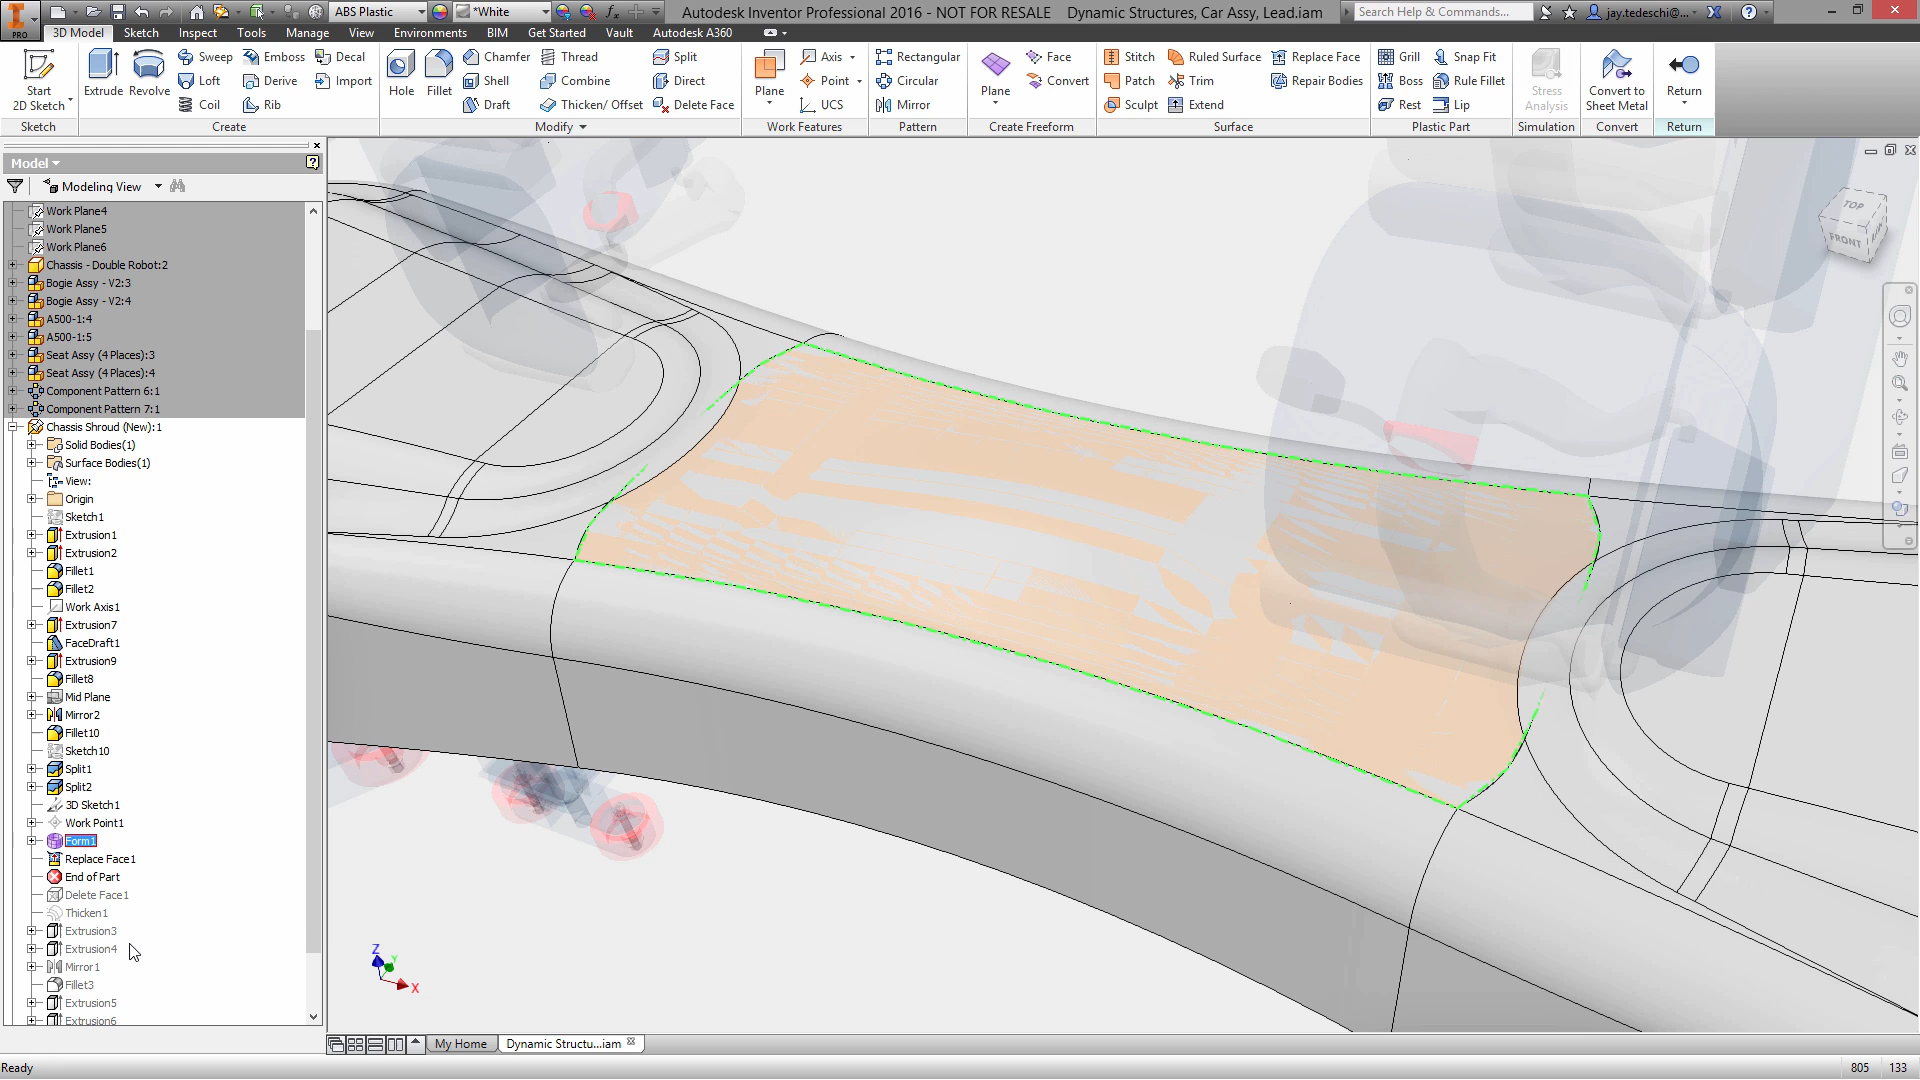 ABS Plastic *White fx Autodesk Inventor Professional 2016 - NOT FOR RESALE Dynamic Structures, Car Assy, Lead.iam Search Help & Commands... jay.tedeschi@...
PRO 3D Model Sketch Inspect Tools Manage View Environments BIM Get Started Vault Autodesk A360
Start 2D Sketch
Sketch
Extrude Revolve Sweep Emboss Decal
Loft Derive Import
Coil Rib
Create
Hole Fillet Chamfer Thread Split
Shell Combine Direct
Draft Thicken/ Offset Delete Face
Modify
Plane Axis
Point
UCS
Work Features
Rectangular
Circular
Mirror
Pattern
Plane Face
Convert
Create Freeform
Stitch Ruled Surface Replace Face
Patch Trim Repair Bodies
Sculpt Extend
Surface
Grill Snap Fit
Boss Rule Fillet
Rest Lip
Plastic Part
Stress Analysis
Simulation
Convert to Sheet Metal
Convert
Return
Return
Model
Modeling View
Work Plane4
Work Plane5
Work Plane6
Chassis - Double Robot:2
Bogie Assy - V2:3
Bogie Assy - V2:4
A500-1:4
A500-1:5
Seat Assy (4 Places):3
Seat Assy (4 Places):4
Component Pattern 6:1
Component Pattern 7:1
Chassis Shroud (New):1
Solid Bodies(1)
Surface Bodies(1)
View:
Origin
Sketch1
Extrusion1
Extrusion2
Fillet1
Fillet2
Work Axis1
Extrusion7
FaceDraft1
Extrusion9
Fillet8
Mid Plane
Mirror2
Fillet10
Sketch10
Split1
Split2
3D Sketch1
Work Point1
Form1
Replace Face1
End of Part
Delete Face1
Thicken1
Extrusion3
Extrusion4
Mirror1
Fillet3
Extrusion5
Extrusion6
TOP
FRONT
Z
Y
X
My Home Dynamic Structu...iam
Ready 805 133